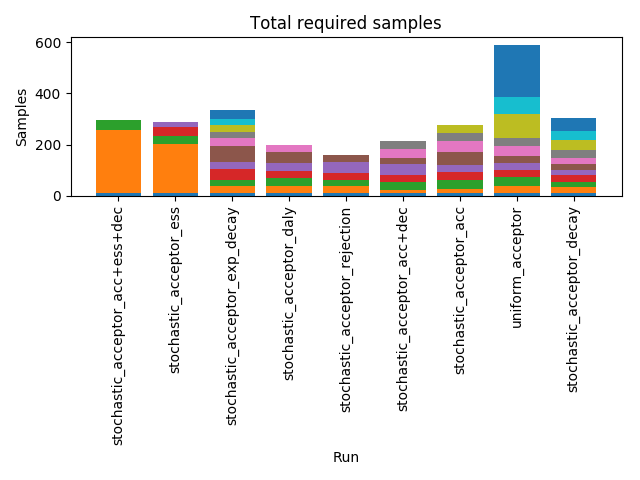 Total required samples
Samples
600
400
200
0
stochastic_acceptor_acc+ess+dec
stochastic_acceptor_ess
stochastic_acceptor_exp_decay
stochastic_acceptor_daly
stochastic_acceptor_rejection
stochastic_acceptor_acc+dec
stochastic_acceptor_acc
uniform_acceptor
stochastic_acceptor_decay
Run